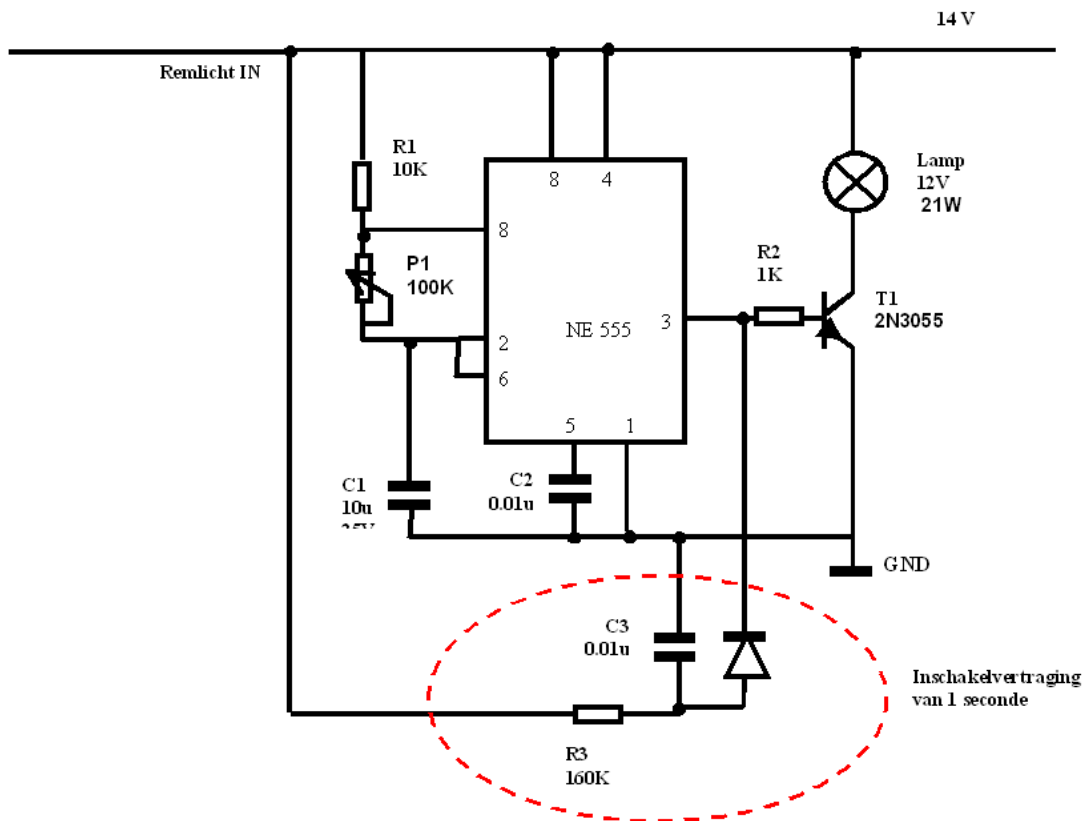 14 V
Remlicht IN
R1
10K
8
4
Lamp
12V
21W
8
P1
100K
R2
1K
T1
2N3055
3
NE 555
2
6
5
1
C1
10u
C2
0.01u
GND
C3
0.01u
Inschakelvertraging
van 1 seconde
R3
160K